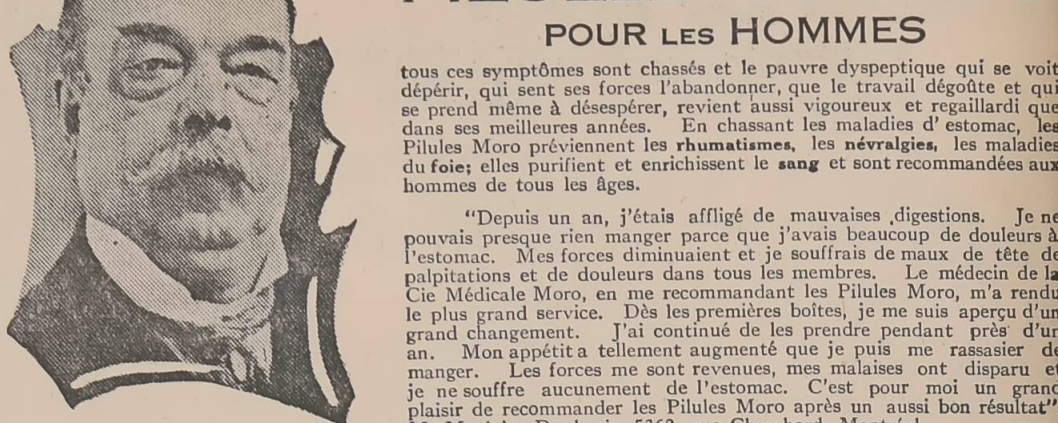 POUR LES HOMMES
tous ces symptômes sont chassés et le pauvre dyspeptique qui se voit
dépérir, qui sent ses forces l'abandonner, que le travail dégoûte et qui
se prend même à désespérer, revient aussi vigoureux et regaillardi que
dans ses meilleures années. En chassant les maladies d'estomac, les
Pilules Moro préviennent les rhumatismes, les névralgies, les maladies
du foie; elles purifient et enrichissent le sang et sont recommandées aux
hommes de tous les âges.
"Depuis un an, j'étais affligé de mauvaises digestions. Je ne
pouvais presque rien manger parce que j'avais beaucoup de douleurs à
l'estomac. Mes forces diminuaient et je souffrais de maux de tête de
palpitations et de douleurs dans tous les membres. Le médecin de la
Cie Médicale Moro, en me recommandant les Pilules Moro, m'a rendu
le plus grand service. Dès les premières boîtes, je me suis aperçu d'un
grand changement. J'ai continué de les prendre pendant près d'un
an. Mon appétit a tellement augmenté que je puis me rassasier de
manger. Les forces me sont revenues, mes malaises ont disparu et
je ne souffre aucunement de l'estomac. C'est pour moi un grand
plaisir de recommander les Pilules Moro après un aussi bon résultat"